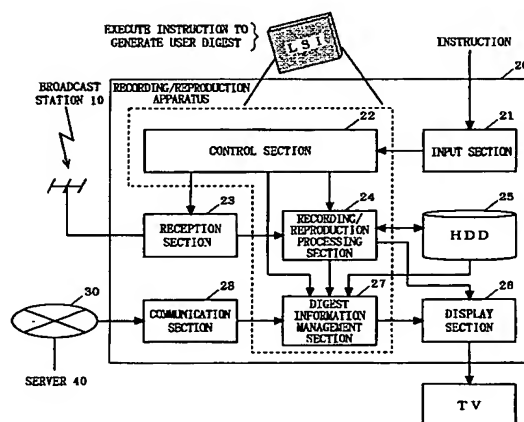 EXECUTE INSTRUCTION TO
GENERATE USER DIGEST
LSI
INSTRUCTION
BROADCAST
STATION 10
RECORDING/REPRODUCTION
APPARATUS
20
22
CONTROL SECTION
21
INPUT SECTION
23
RECEPTION
SECTION
24
RECORDING/
REPRODUCTION
PROCESSING
SECTION
25
HDD
30
28
COMMUNICATION
SECTION
27
DIGEST
INFORMATION
MANAGEMENT
SECTION
26
DISPLAY
SECTION
SERVER 40
TV